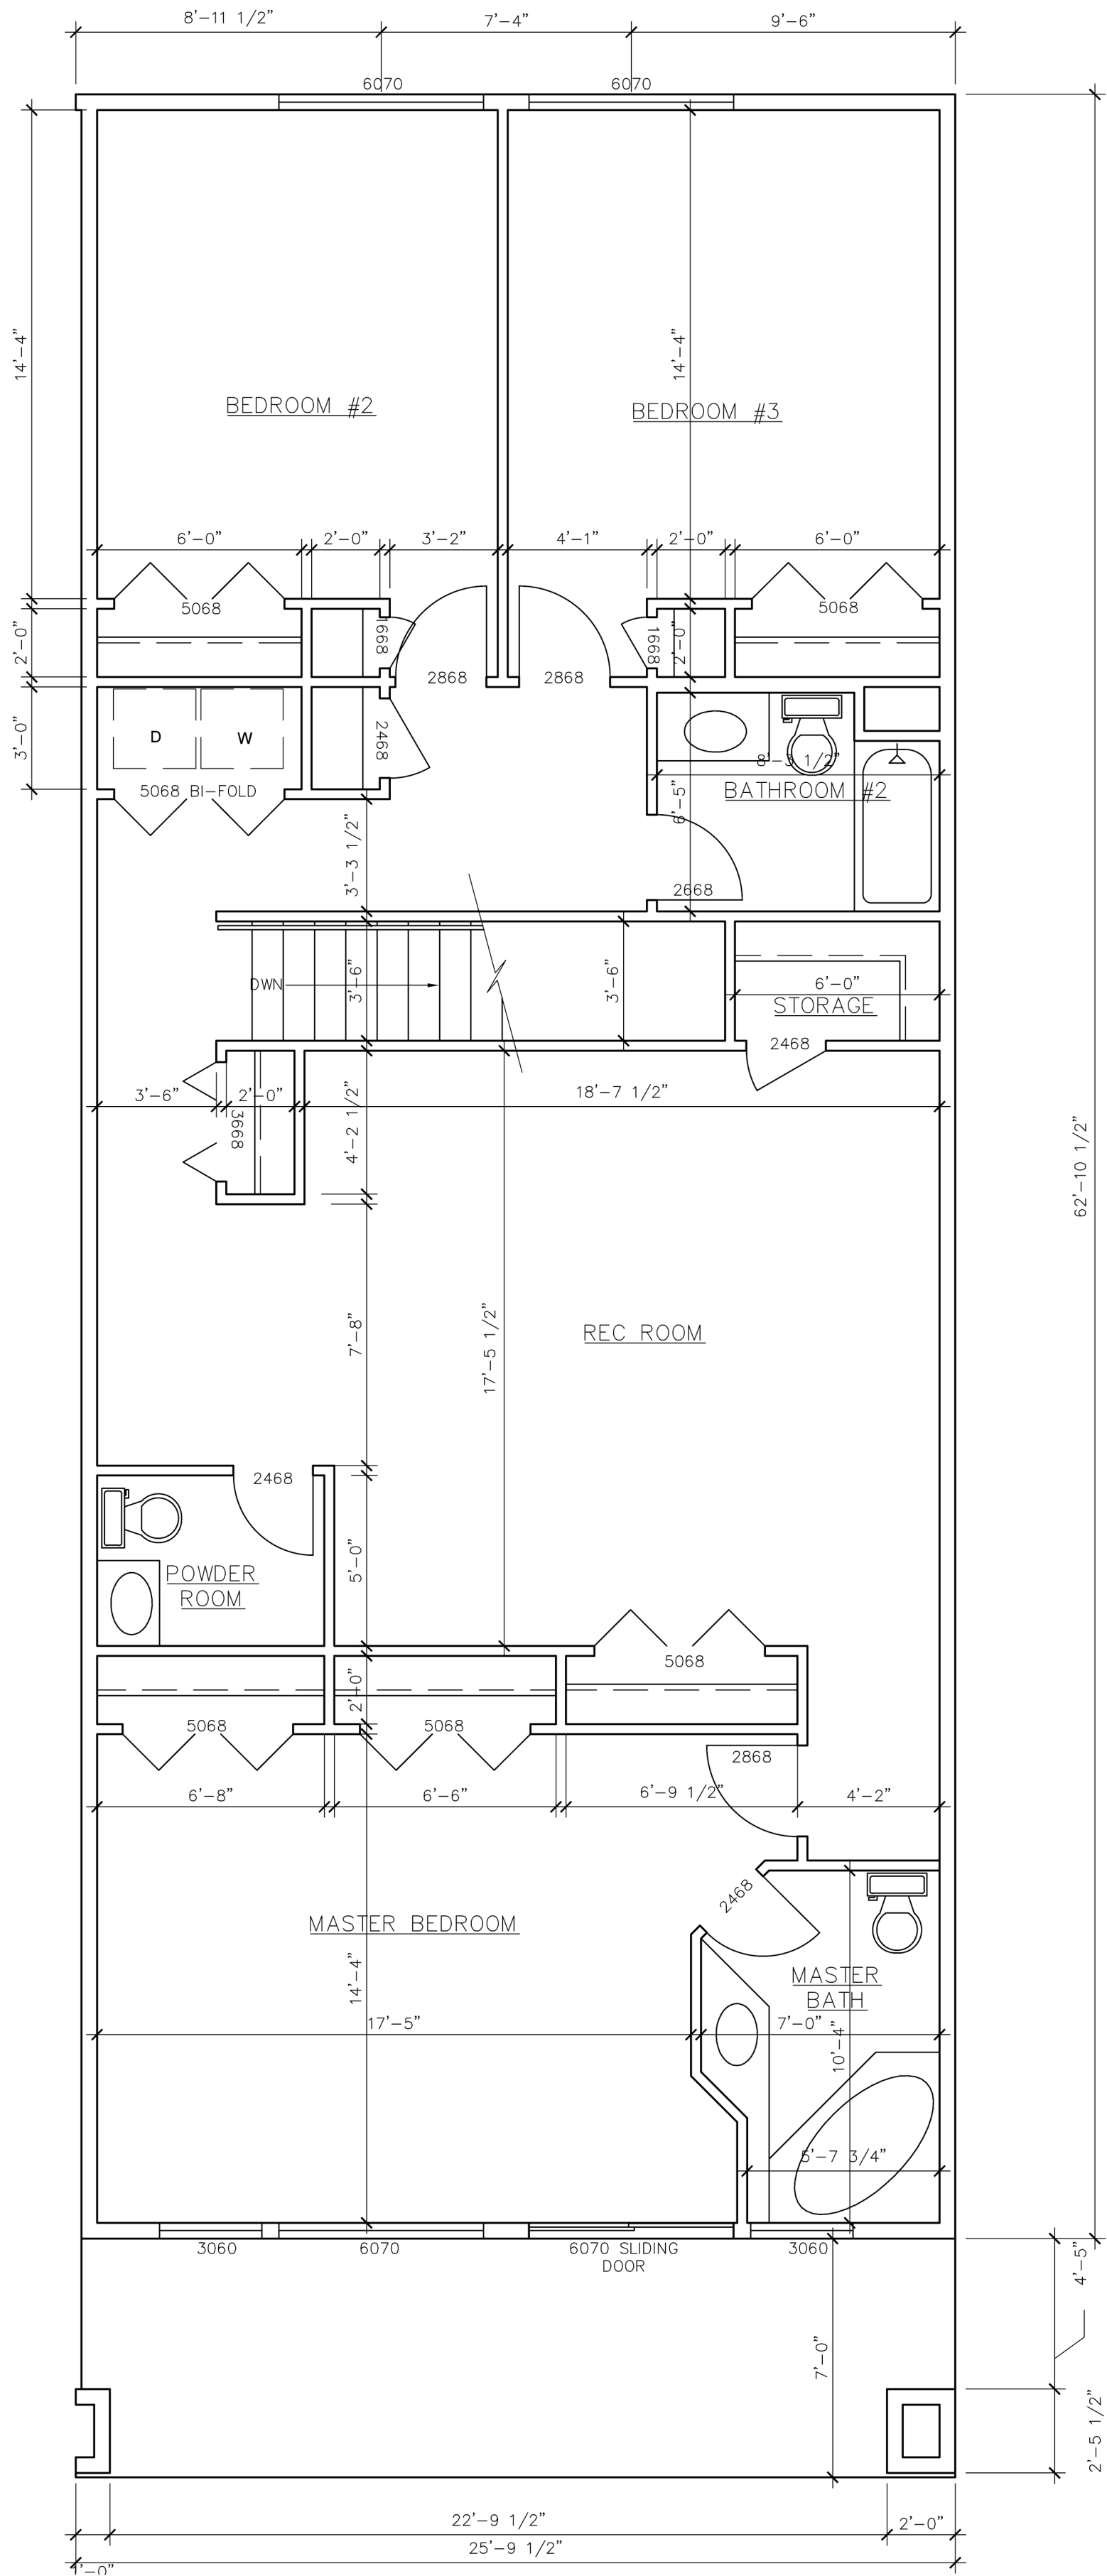 8'-11 1/2" 7'-4" 9'-6"
6070 6070
14'-4" 14'-4"
BEDROOM #2 BEDROOM #3
6'-0" 2'-0" 3'-2" 4'-1" 2'-0" 6'-0"
5068 5068
2'-0" 1668 1668 2'-0"
2868 2868
3'-0" D W 2468
8'-3 1/2"
5068 BI-FOLD BATHROOM #2
6'-5"
3'-3 1/2"
2668
DWN 3'-6" 3'-6" 6'-0"
STORAGE
2468
3'-6" 2'-0" 18'-7 1/2"
3668 4'-2 1/2"
62'-10 1/2"
7'-8" 17'-5 1/2" REC ROOM
2468
5'-0"
POWDER
ROOM
5068
2'-0"
5068 5068
2868
6'-8" 6'-6" 6'-9 1/2" 4'-2"
2468
MASTER BEDROOM
14'-4" MASTER
BATH
17'-5" 7'-0"
10'-4"
5'-7 3/4"
3060 6070 6070 SLIDING
DOOR
3060
4'-5"
7'-0"
2'-5 1/2"
22'-9 1/2" 2'-0"
25'-9 1/2"
1'-0"